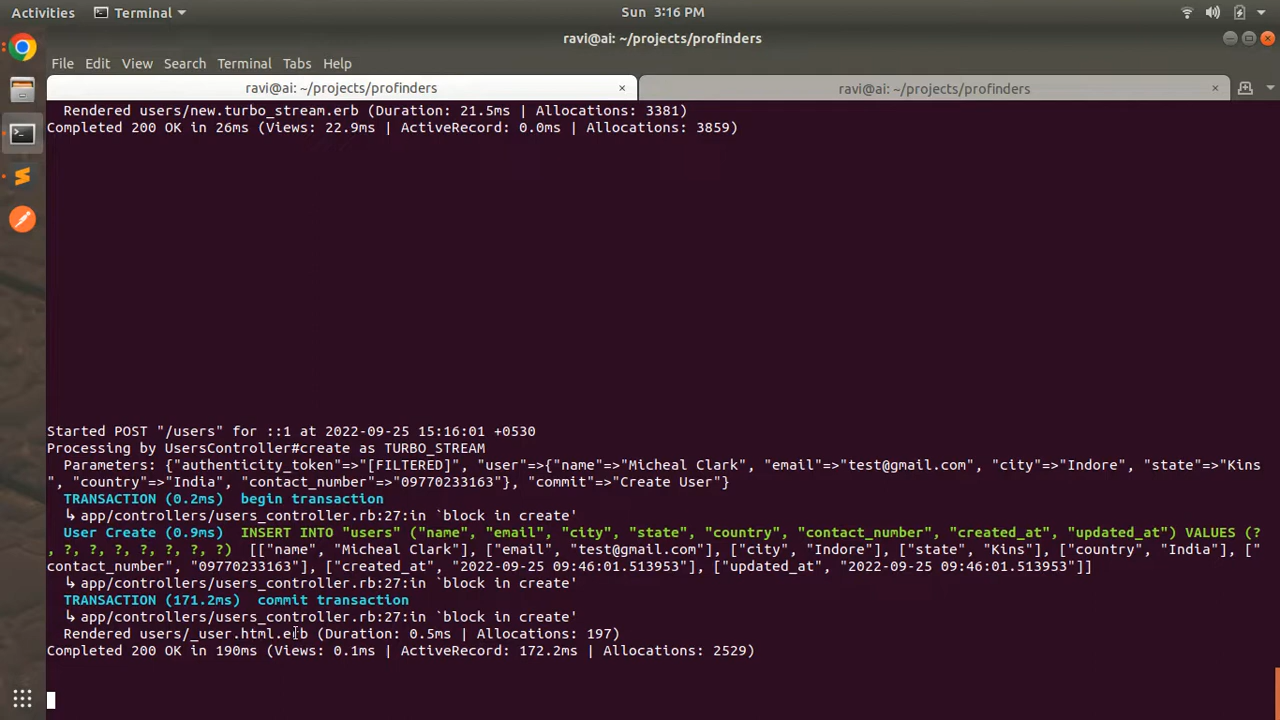 Activities Terminal Sun 3:16 PM
ravi@ai: ~/projects/profinders
File Edit View Search Terminal Tabs Help
ravi@ai: ~/projects/profinders × ravi@ai: ~/projects/profinders ×
Rendered users/new.turbo_stream.erb (Duration: 21.5ms | Allocations: 3381)
Completed 200 OK in 26ms (Views: 22.9ms | ActiveRecord: 0.0ms | Allocations: 3859)
Started POST "/users" for ::1 at 2022-09-25 15:16:01 +0530
Processing by UsersController#create as TURBO_STREAM
Parameters: {"authenticity_token"=>"[FILTERED]", "user"=>{"name"=>"Micheal Clark", "email"=>"test@gmail.com", "city"=>"Indore", "state"=>"Kins
", "country"=>"India", "contact_number"=>"09770233163"}, "commit"=>"Create User"}
TRANSACTION (0.2ms) begin transaction
↳ app/controllers/users_controller.rb:27:in `block in create'
User Create (0.9ms) INSERT INTO "users" ("name", "email", "city", "state", "country", "contact_number", "created_at", "updated_at") VALUES (?
, ?, ?, ?, ?, ?, ?, ?) [["name", "Micheal Clark"], ["email", "test@gmail.com"], ["city", "Indore"], ["state", "Kins"], ["country", "India"], ["
contact_number", "09770233163"], ["created_at", "2022-09-25 09:46:01.513953"], ["updated_at", "2022-09-25 09:46:01.513953"]]
↳ app/controllers/users_controller.rb:27:in `block in create'
TRANSACTION (171.2ms) commit transaction
↳ app/controllers/users_controller.rb:27:in `block in create'
Rendered users/_user.html.erb (Duration: 0.5ms | Allocations: 197)
Completed 200 OK in 190ms (Views: 0.1ms | ActiveRecord: 172.2ms | Allocations: 2529)